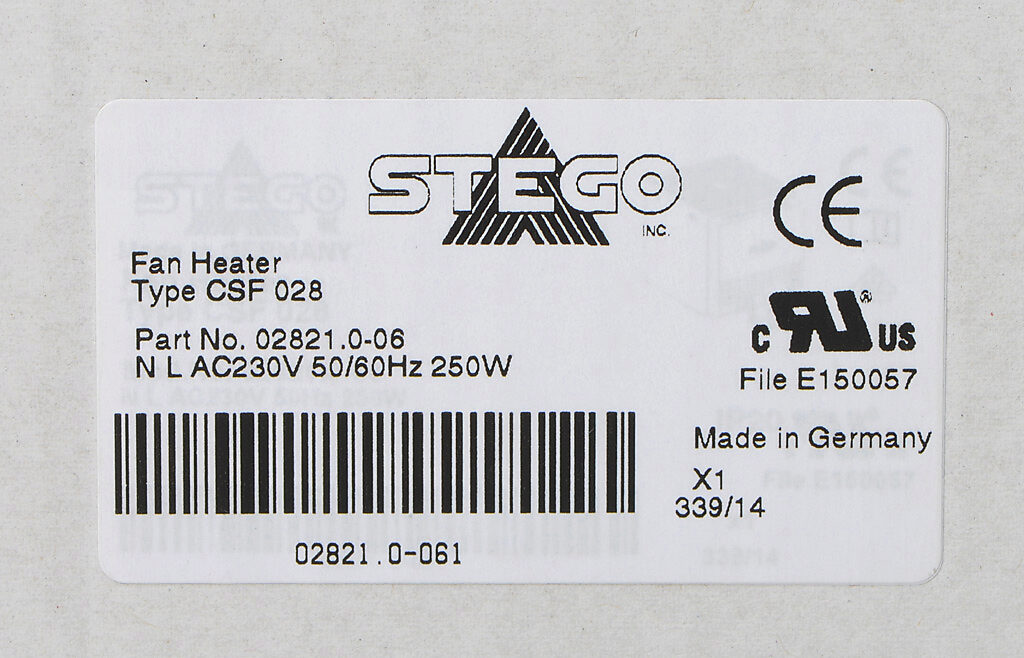 STEGO
INC.
CE
Fan Heater
Type CSF 028
Part No. 02821.0-06
N L AC230V 50/60Hz 250W
c RU® US
File E150057
Made in Germany
X1
339/14
02821.0-061